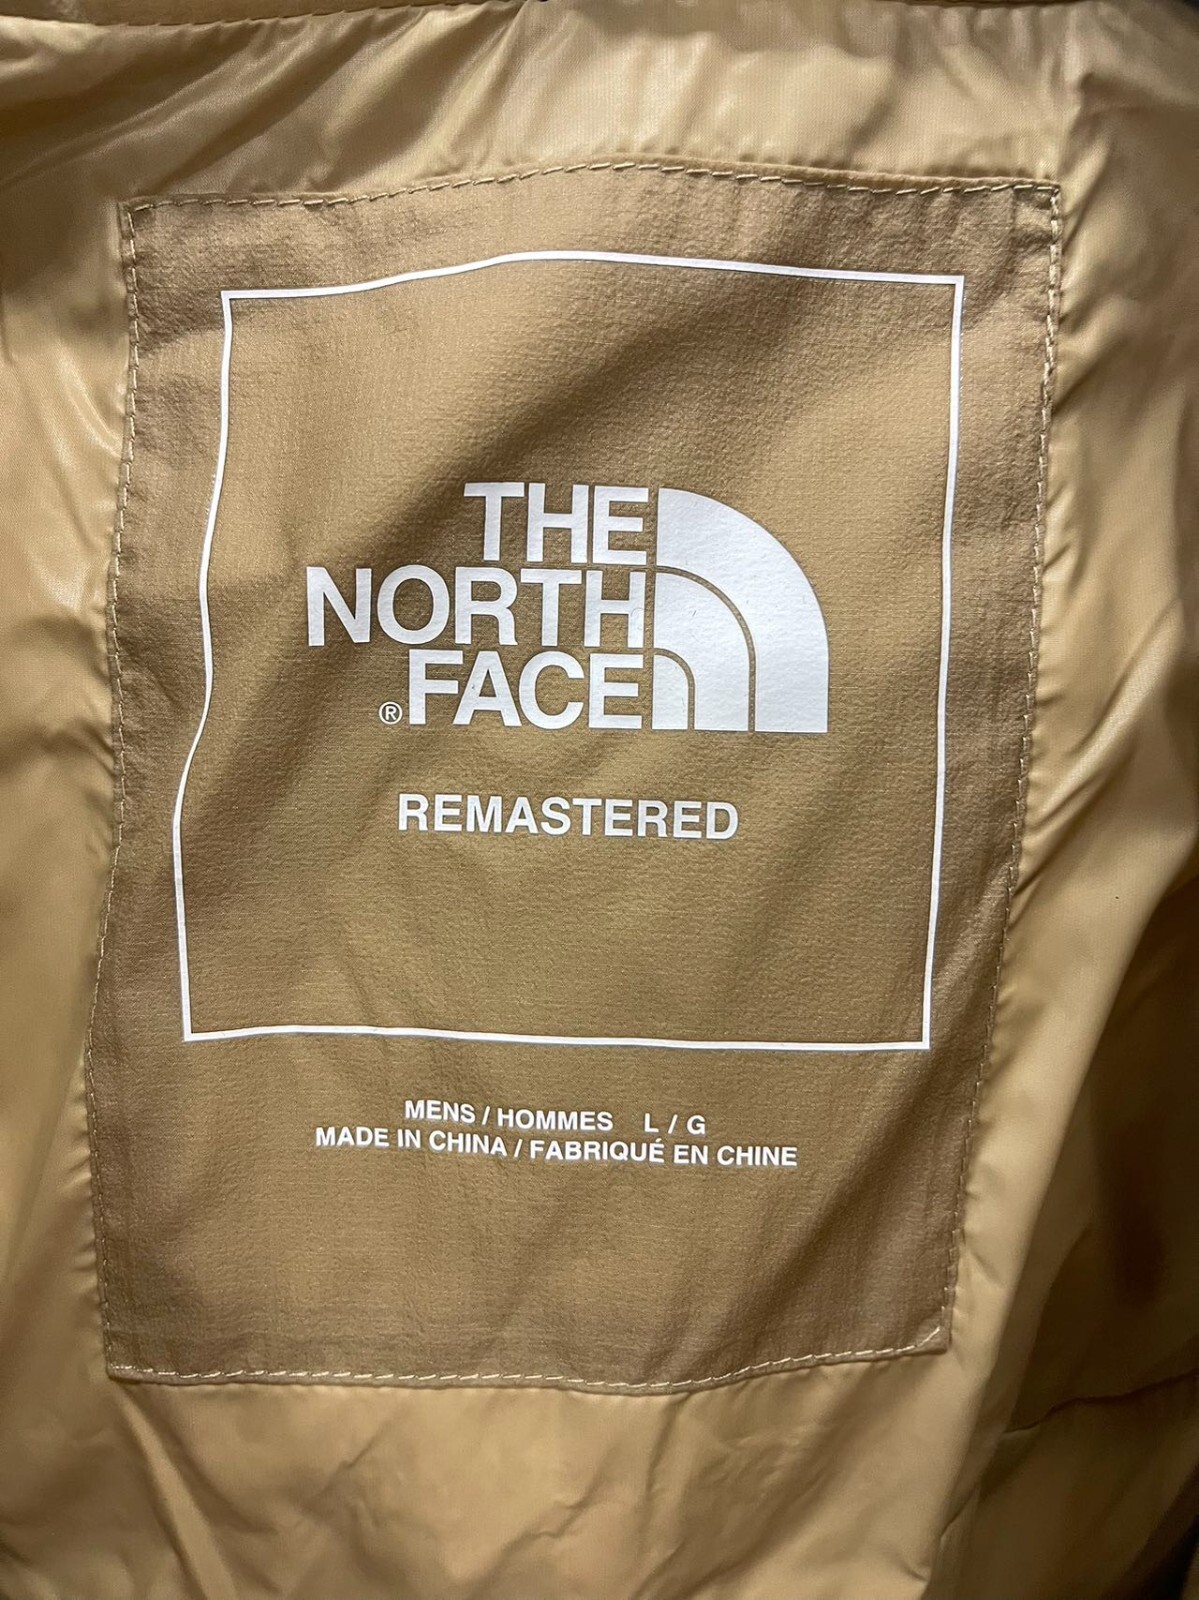 THE
NORTH
®FACE
REMASTERED
MENS / HOMMES L / G
MADE IN CHINA / FABRIQUÉ EN CHINE